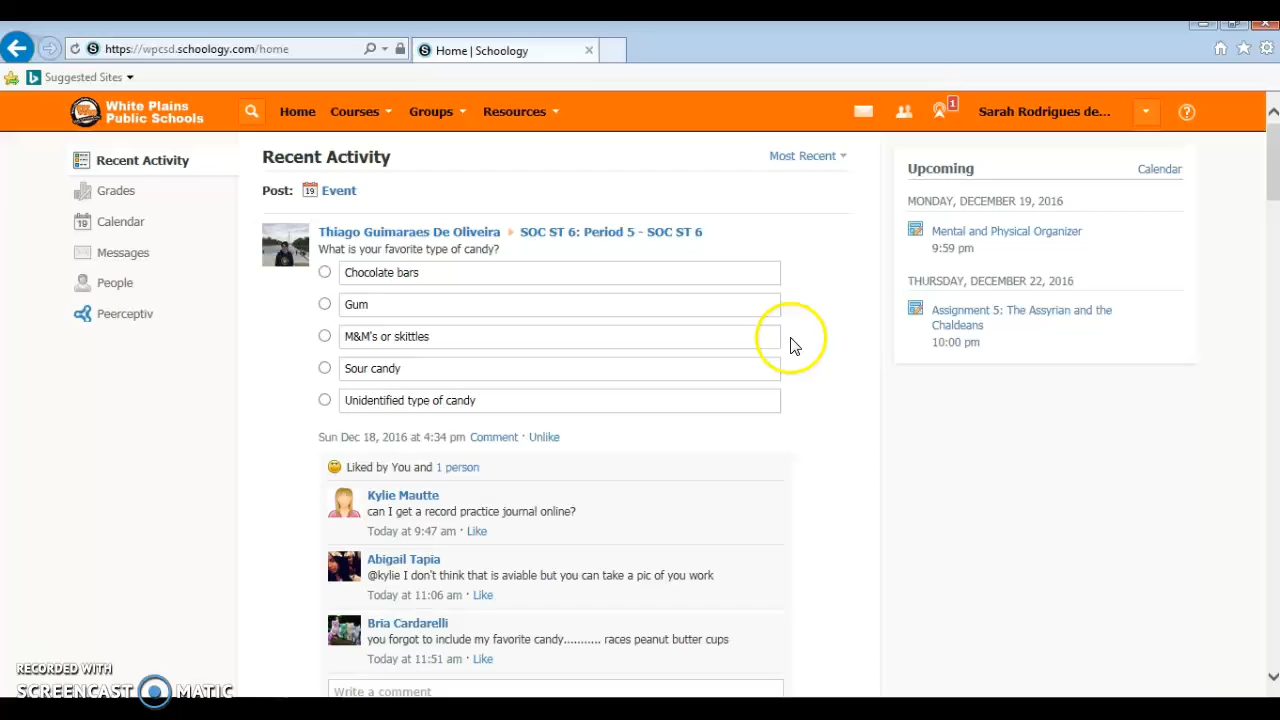 https://wpcsd.schoology.com/home
Home | Schoology
Suggested Sites
White Plains
Public Schools
Home Courses Groups Resources
1
Sarah Rodrigues de...
Recent Activity
Grades
19 Calendar
Messages
People
Peerceptiv
Recent Activity
Most Recent
Post: 19 Event
Thiago Guimaraes De Oliveira SOC ST 6: Period 5 - SOC ST 6
What is your favorite type of candy?
Chocolate bars
Gum
M&M's or skittles
Sour candy
Unidentified type of candy
Sun Dec 18, 2016 at 4:34 pm Comment · Unlike
Liked by You and 1 person
Kylie Mautte
can I get a record practice journal online?
Today at 9:47 am · Like
Abigail Tapia
@kylie I don't think that is aviable but you can take a pic of you work
Today at 11:06 am · Like
Bria Cardarelli
you forgot to include my favorite candy........... races peanut butter cups
Today at 11:51 am · Like
Write a comment
Upcoming
Calendar
MONDAY, DECEMBER 19, 2016
Mental and Physical Organizer
9:59 pm
THURSDAY, DECEMBER 22, 2016
Assignment 5: The Assyrian and the
Chaldeans
10:00 pm
RECORDED WITH
SCREENCAST MATIC